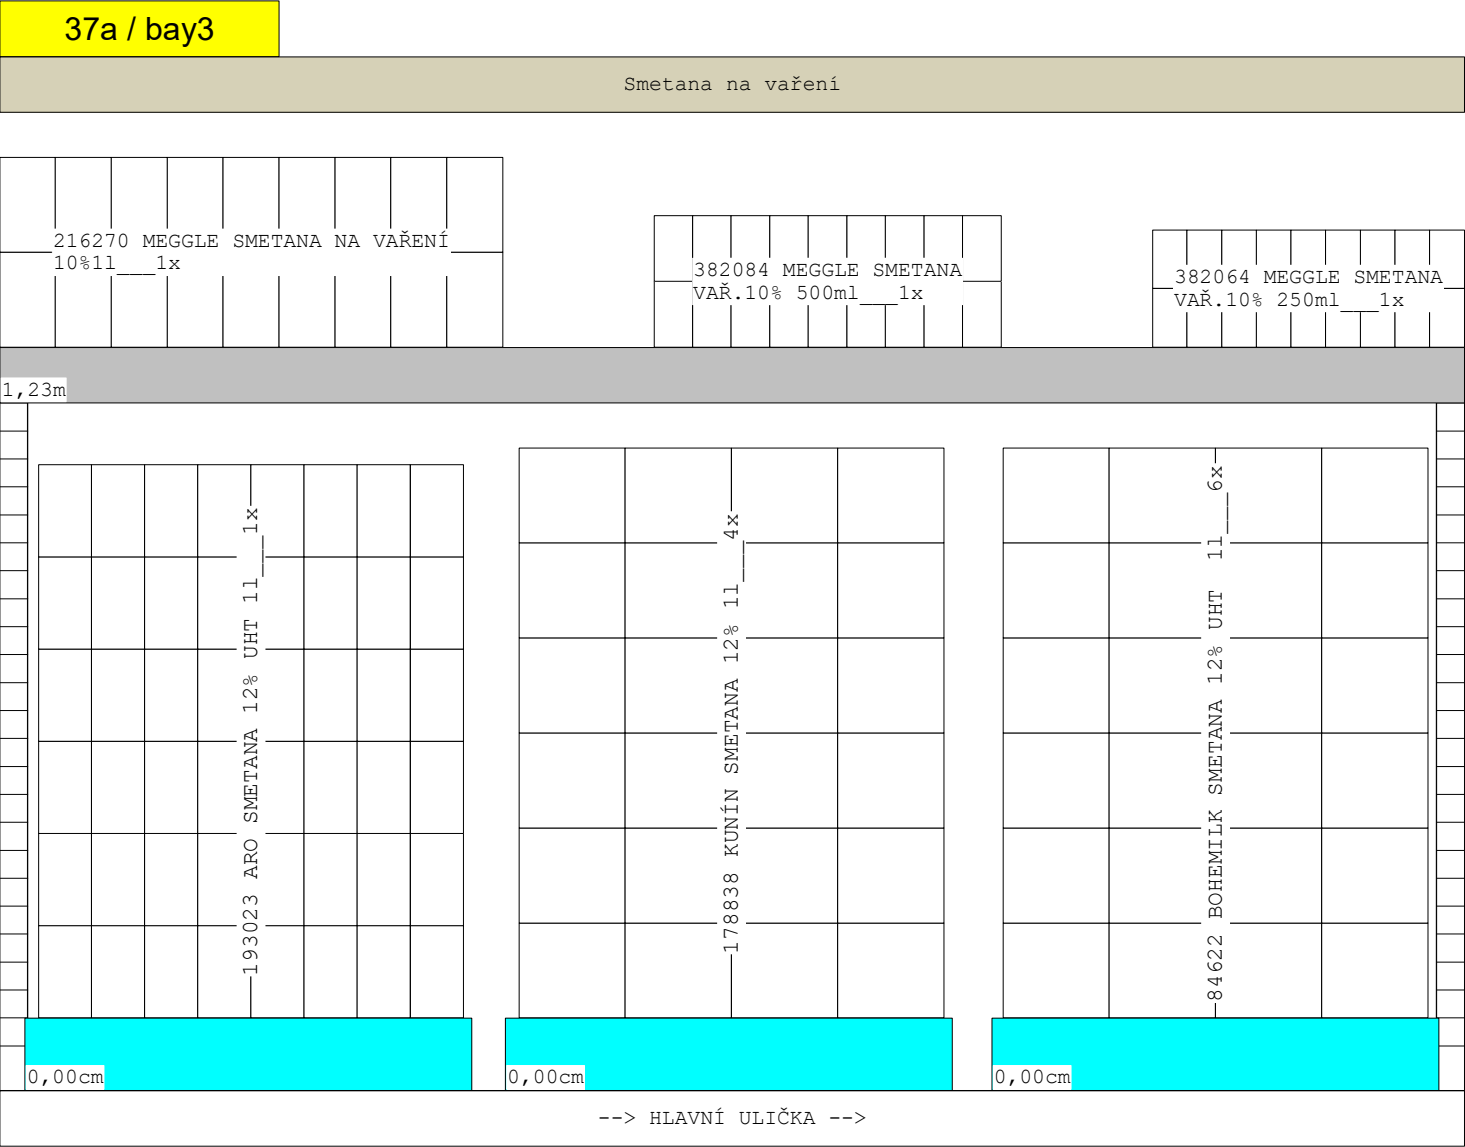 37a / bay3
Smetana na vaření
216270 MEGGLE SMETANA NA VAŘENÍ
10%1l___1x
382084 MEGGLE SMETANA
VAŘ.10% 500ml___1x
382064 MEGGLE SMETANA
VAŘ.10% 250ml___1x
1,23m
193023 ARO SMETANA 12% UHT 1l___1x
178838 KUNÍN SMETANA 12% 1l___4x
84622 BOHEMILK SMETANA 12% UHT  1l___6x
0,00cm
0,00cm
0,00cm
--> HLAVNÍ ULIČKA -->